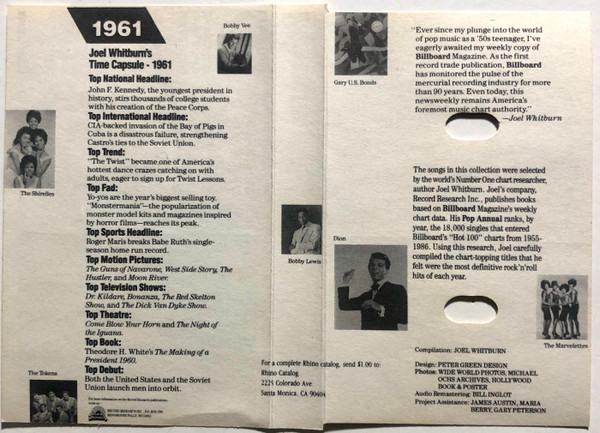 1961
Bobby Vee
Joel Whitburn's
Time Capsule - 1961
Top National Headline:
John F. Kennedy, the youngest president in
history, stirs thousands of college students
with his creation of the Peace Corps.
Top International Headline:
CIA-backed invasion of the Bay of Pigs in
Cuba is a disastrous failure, strengthening
Castro's ties to the Soviet Union.
Top Trend:
"The Twist" became one of America's
hottest dance crazes catching on with
adults, eager to sign up for Twist Lessons.
Top Fad:
Yo-yos are the year's biggest selling toy.
"Monstermania"—the popularization of
monster model kits and magazines inspired
by horror films—reaches its peak.
Top Sports Headline:
Roger Maris breaks Babe Ruth's single-
season home run record.
Top Motion Pictures:
The Guns of Navarone, West Side Story, The
Hustler, and Moon River.
Top Television Shows:
Dr. Kildare, Bonanza, The Red Skelton
Show, and The Dick Van Dyke Show.
Top Theatre:
Come Blow Your Horn and The Night of
the Iguana.
Top Book:
Theodore H. White's The Making of a
President 1960.
Top Debut:
Both the United States and the Soviet
Union launch men into orbit.
The Shirelles
The Tokens
Bobby Lewis
For a complete Rhino catalog, send $1.00 to:
Rhino Catalog
2225 Colorado Ave.
Santa Monica, CA 90404
Gary U.S. Bonds
"Ever since my plunge into the world
of pop music as a '50s teenager, I've
eagerly awaited my weekly copy of
Billboard Magazine. As the first
record trade publication, Billboard
has monitored the pulse of the
mercurial recording industry for more
than 90 years. Even today, this
newsweekly remains America's
foremost music chart authority."
—Joel Whitburn
The songs in this collection were selected
by the world's Number One chart researcher,
author Joel Whitburn. Joel's company,
Record Research Inc., publishes books
based on Billboard Magazine's weekly
chart data. His Pop Annual ranks, by
year, the 18,000 singles that entered
Billboard's "Hot 100" charts from 1955-
1986. Using this research, Joel carefully
compiled the chart-topping titles that he
felt were the most definitive rock'n'roll
hits of each year.
Dion
The Marvelettes
Compilation: JOEL WHITBURN
Design: PETER GREEN DESIGN
Photos: WIDE WORLD PHOTOS, MICHAEL
OCHS ARCHIVES, HOLLYWOOD
BOOK & POSTER
Audio Remastering: BILL INGLOT
Project Assistance: JAMES AUSTIN, MARIA
BERRY, GARY PETERSON